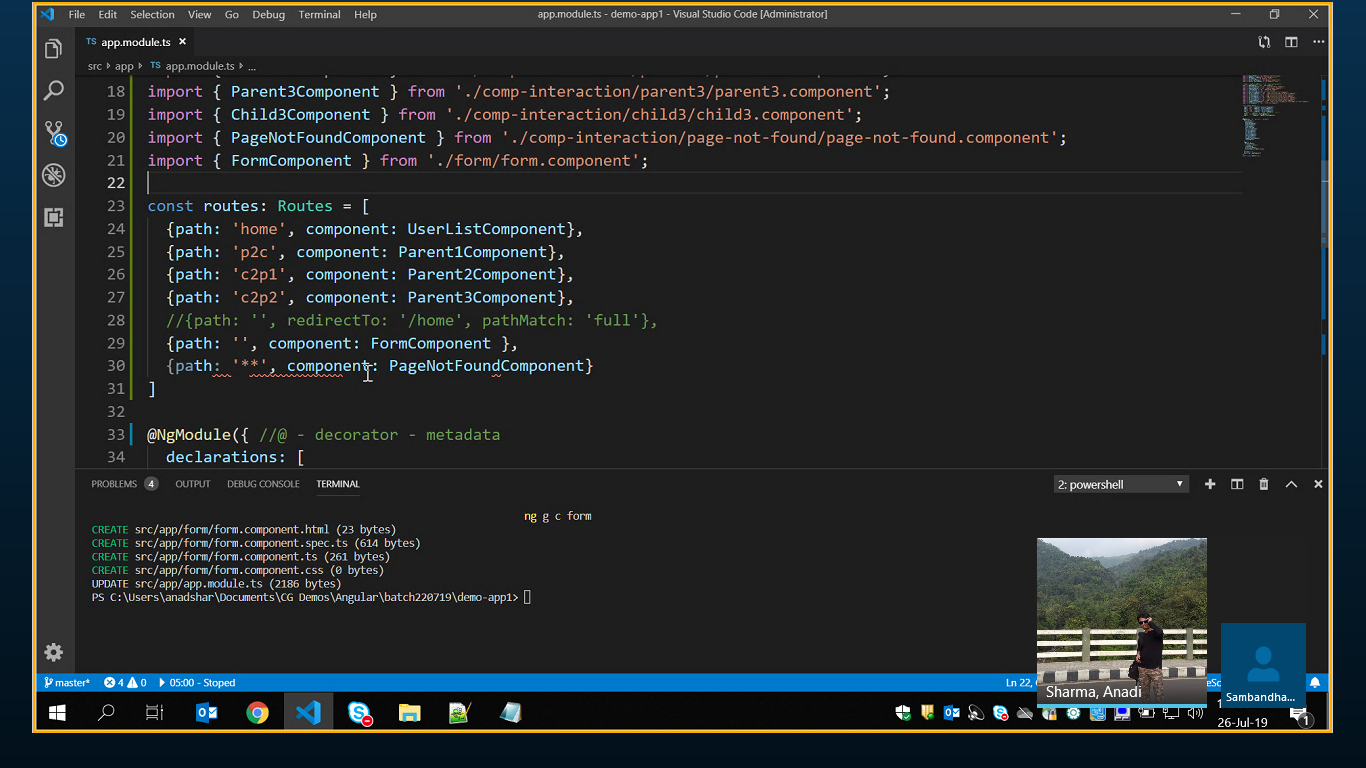 File Edit Selection View Go Debug Terminal Help app.module.ts - demo-app1 - Visual Studio Code [Administrator]
TS app.module.ts ×
src › app › TS app.module.ts › ...
18 import { Parent3Component } from './comp-interaction/parent3/parent3.component';
19 import { Child3Component } from './comp-interaction/child3/child3.component';
20 import { PageNotFoundComponent } from './comp-interaction/page-not-found/page-not-found.component';
21 import { FormComponent } from './form/form.component';
22
23 const routes: Routes = [
24 {path: 'home', component: UserListComponent},
25 {path: 'p2c', component: Parent1Component},
26 {path: 'c2p1', component: Parent2Component},
27 {path: 'c2p2', component: Parent3Component},
28 //{path: '', redirectTo: '/home', pathMatch: 'full'},
29 {path: '', component: FormComponent },
30 {path: '**', component: PageNotFoundComponent}
31 ]
32
33 @NgModule({ //@ - decorator - metadata
34 declarations: [
PROBLEMS 4 OUTPUT DEBUG CONSOLE TERMINAL 2: powershell
ng g c form
CREATE src/app/form/form.component.html (23 bytes)
CREATE src/app/form/form.component.spec.ts (614 bytes)
CREATE src/app/form/form.component.ts (261 bytes)
CREATE src/app/form/form.component.css (0 bytes)
UPDATE src/app/app.module.ts (2186 bytes)
PS C:\Users\anadshar\Documents\CG Demos\Angular\batch220719\demo-app1>
Sharma, Anadi
Sambandha...
master* 4 0 05:00 - Stoped Ln 22,
26-Jul-19 1